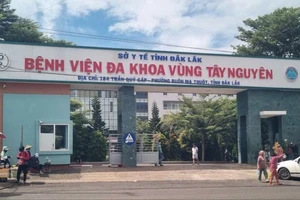 SỞ Y TẾ TỈNH ĐẮK LẮK
BỆNH VIỆN ĐA KHOA VÙNG TÂY NGUYÊN
ĐỊA CHỈ: 184 TRẦN QUÝ CÁP - PHƯỜNG BUÔN MA THUỘT, TỈNH ĐẮK LẮK